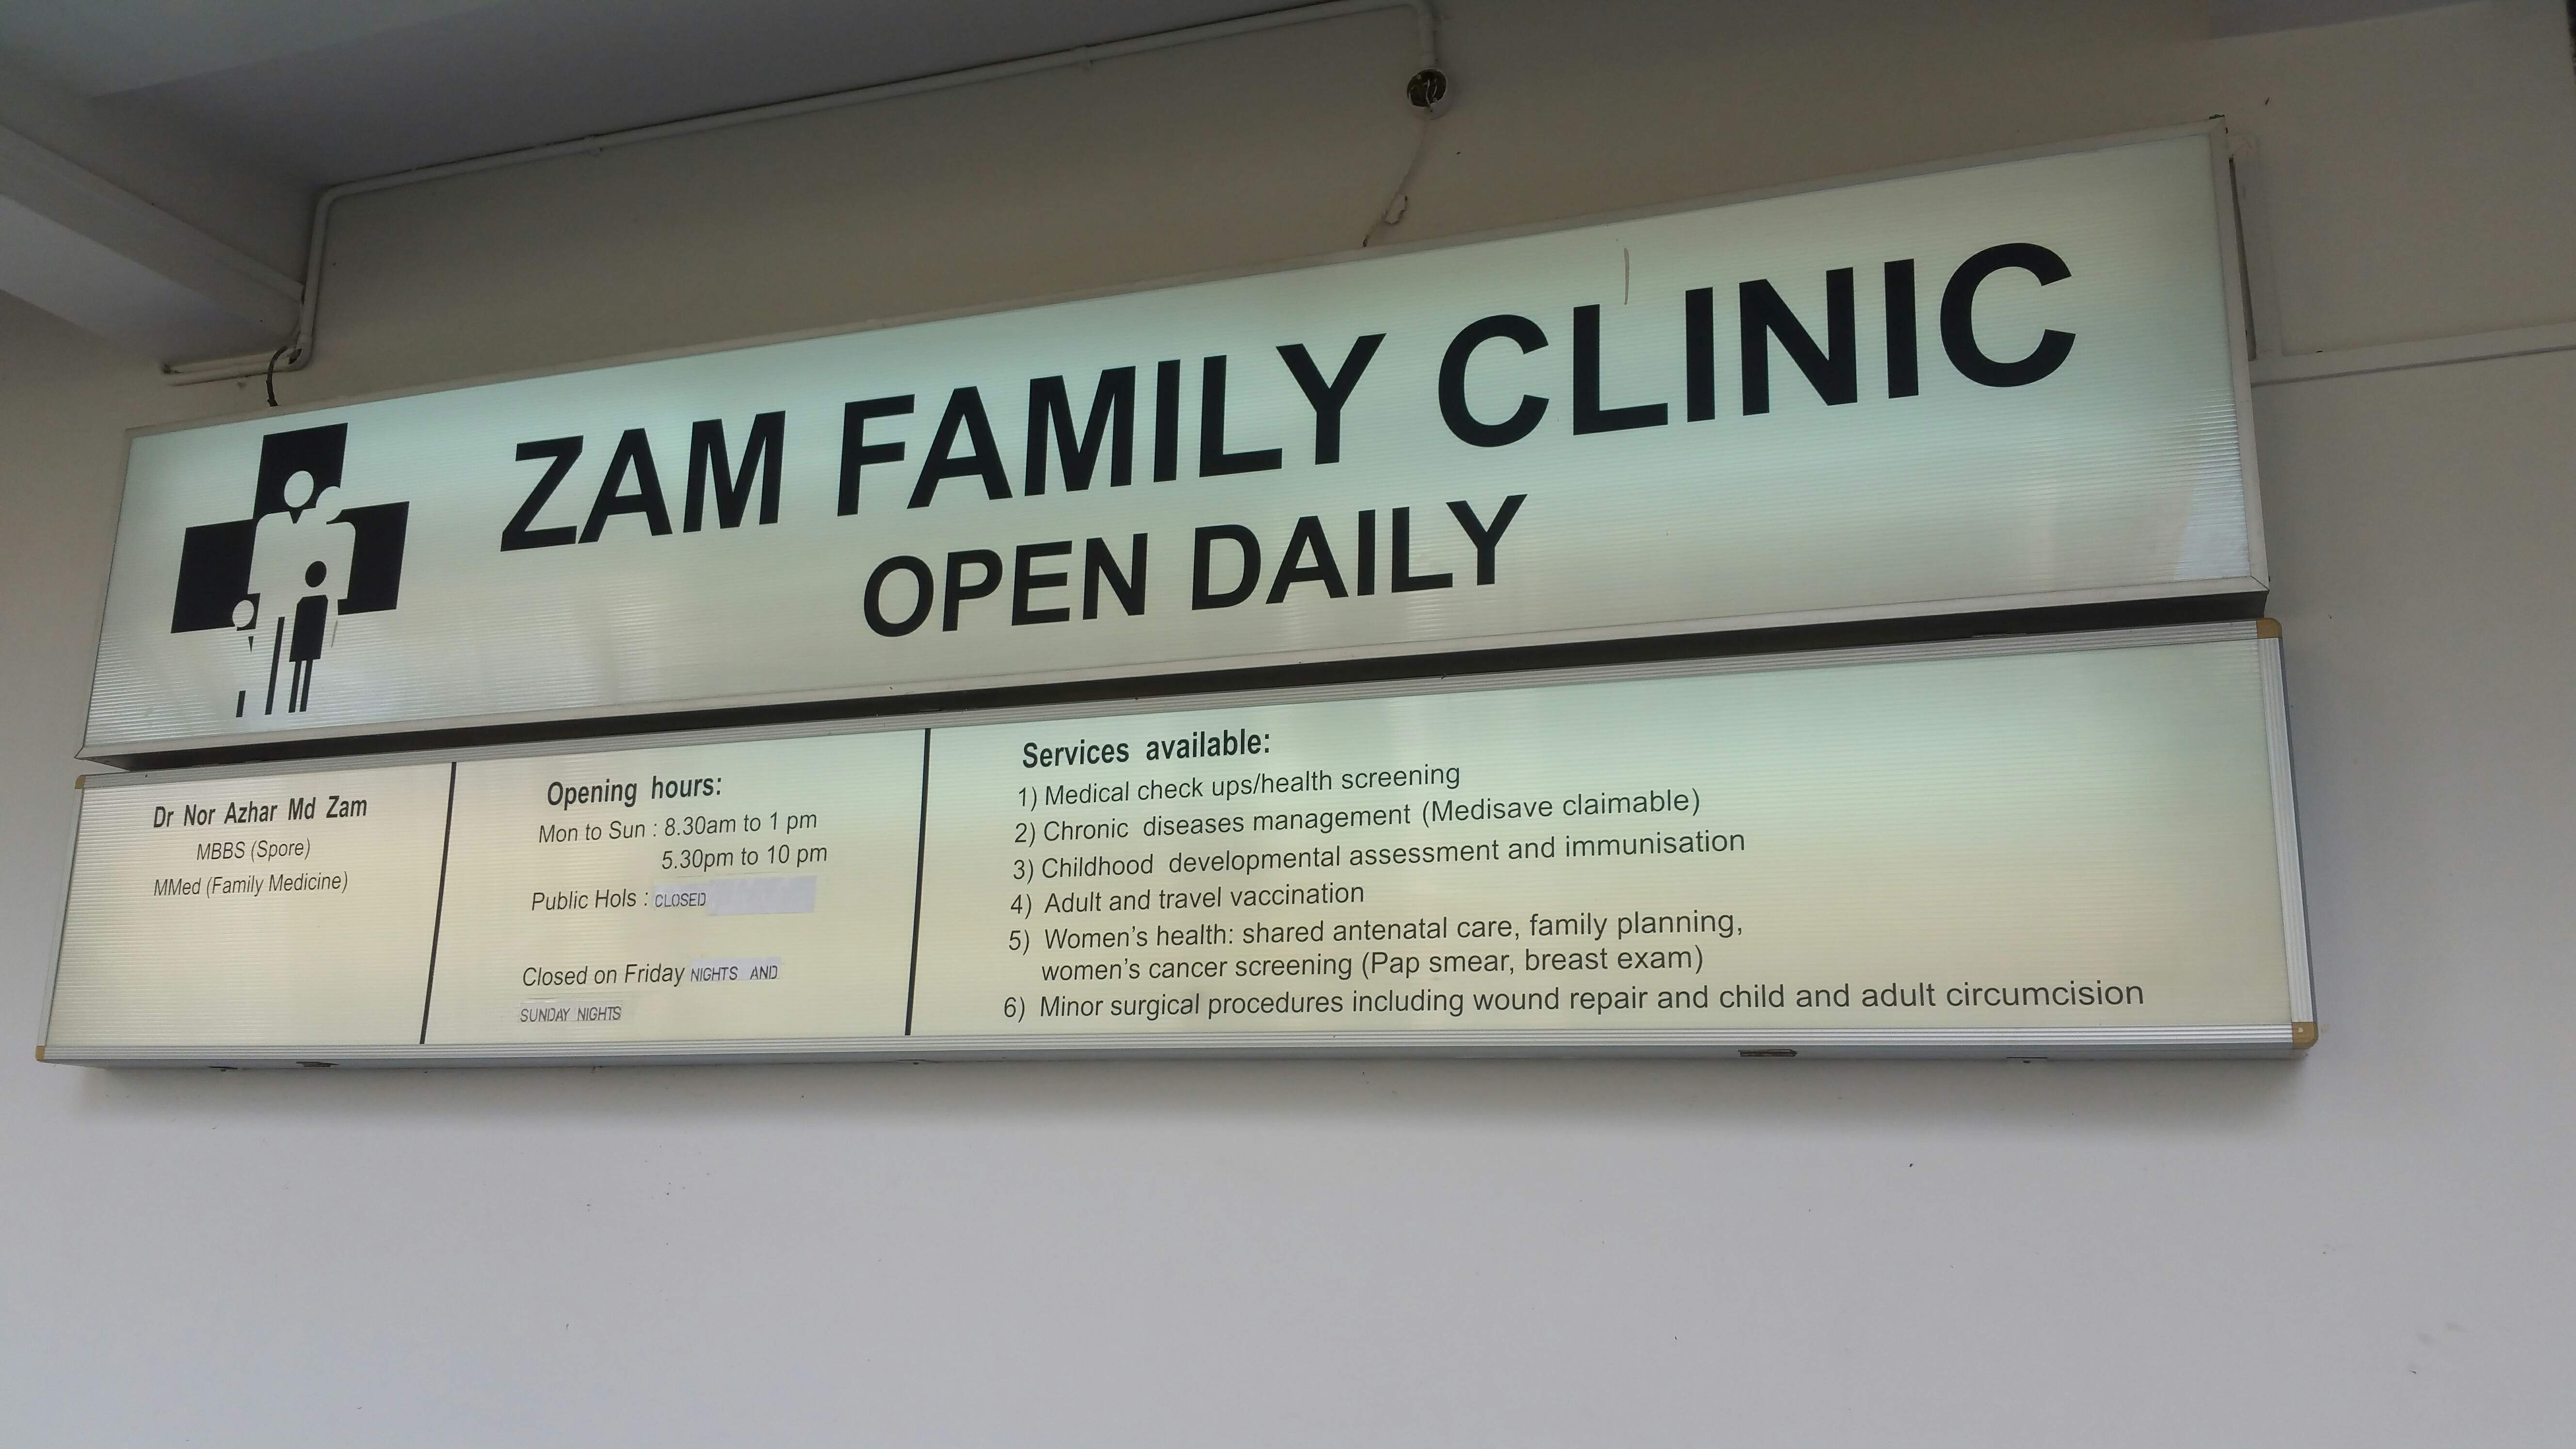 ZAM FAMILY CLINIC
OPEN DAILY
Dr Nor Azhar Md Zam
MBBS (Spore)
MMed (Family Medicine)
Opening hours:
Mon to Sun : 8.30am to 1 pm
5.30pm to 10 pm
Public Hols : CLOSED
Closed on Friday NIGHTS AND
SUNDAY NIGHTS
Services available:
1) Medical check ups/health screening
2) Chronic diseases management (Medisave claimable)
3) Childhood developmental assessment and immunisation
4) Adult and travel vaccination
5) Women's health: shared antenatal care, family planning,
women's cancer screening (Pap smear, breast exam)
6) Minor surgical procedures including wound repair and child and adult circumcision